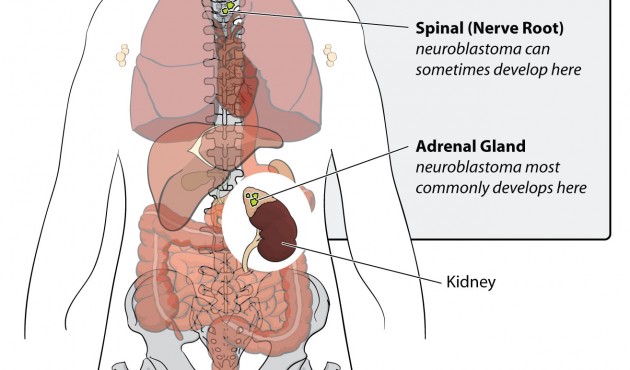 Spinal (Nerve Root)
neuroblastoma can
sometimes develop here
Adrenal Gland
neuroblastoma most
commonly develops here
Kidney